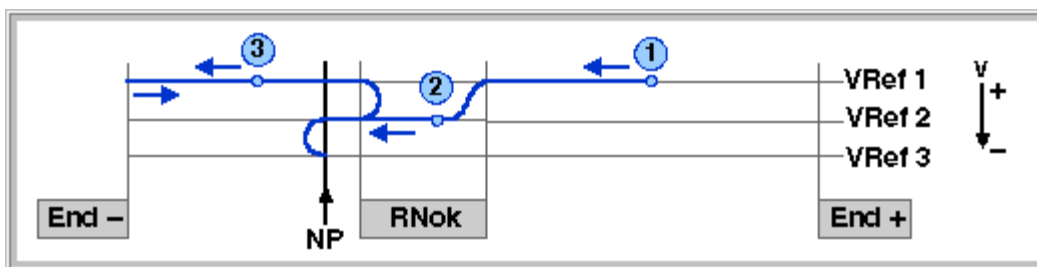 3
1
2
v
+
−
VRef 1
VRef 2
VRef 3
End −
NP
RNok
End +